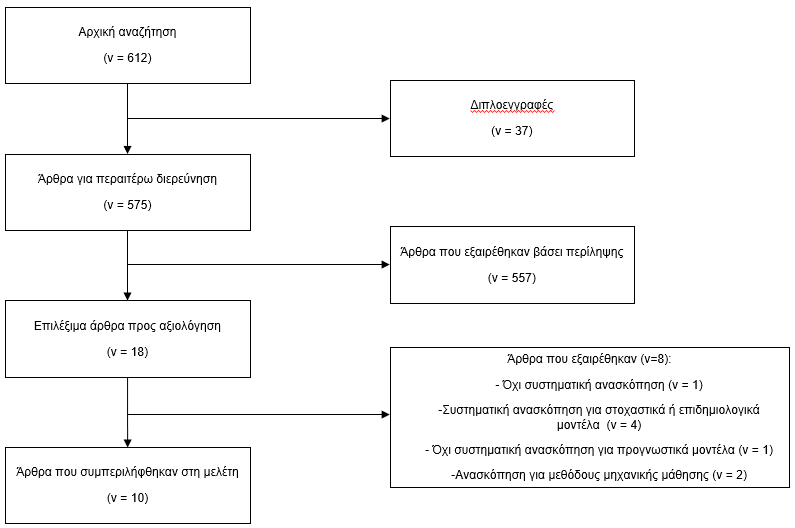 Αρχική αναζήτηση
(ν = 612)
Διπλοενγραφές
(ν = 37)
Άρθρα για περαιτέρω διερεύνηση
(ν = 575)
Άρθρα που εξαιρέθηκαν βάσει περίληψης
(ν = 557)
Επιλέξιμα άρθρα προς αξιολόγηση
(ν = 18)
Άρθρα που εξαιρέθηκαν (ν=8):
- Όχι συστηματική ανασκόπηση (ν = 1)
-Συστηματική ανασκόπηση για στοχαστικά ή επιδημιολογικά
μοντέλα (ν = 4)
- Όχι συστηματική ανασκόπηση για προγνωστικά μοντέλα (ν = 1)
-Ανασκόπηση για μεθόδους μηχανικής μάθησης (ν = 2)
Άρθρα που συμπεριλήφθηκαν στη μελέτη
(ν = 10)